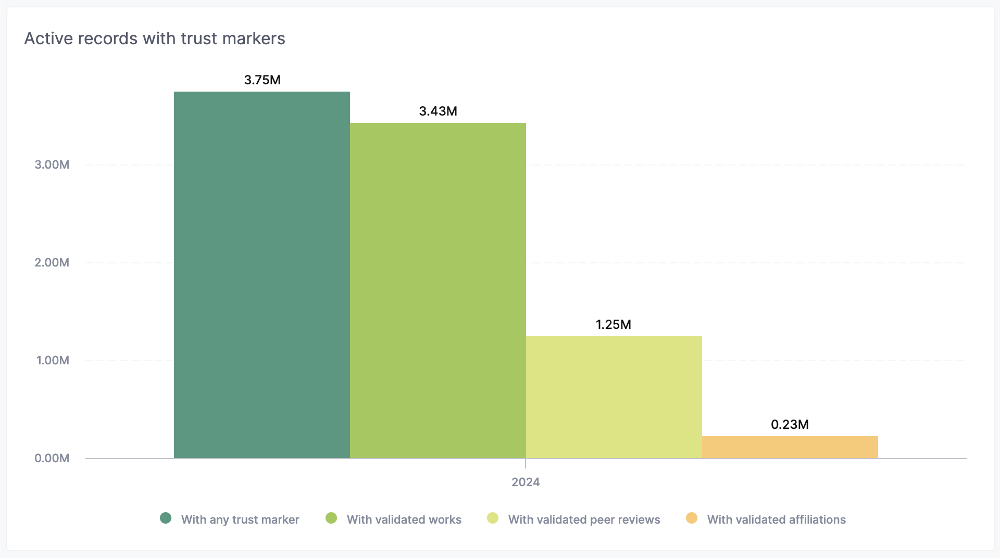 Active records with trust markers
3.75M
3.43M
3.00M
2.00M
1.25M
1.00M
0.23M
0.00M
2024
With any trust marker With validated works With validated peer reviews With validated affiliations